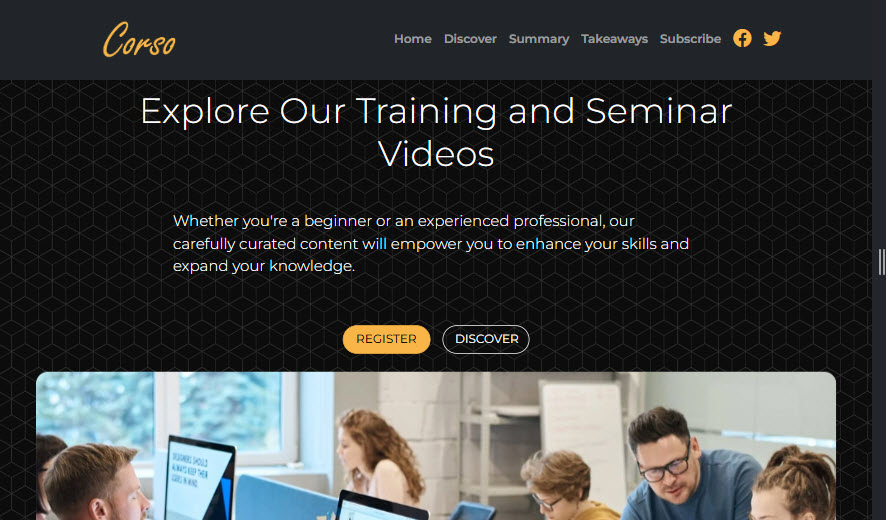 Corso
Home Discover Summary Takeaways Subscribe
Explore Our Training and Seminar
Videos
Whether you're a beginner or an experienced professional, our
carefully curated content will empower you to enhance your skills and
expand your knowledge.
REGISTER DISCOVER
DESIGNERS SHOULD
ALWAYS KEEP THEIR
USERS IN MIND.